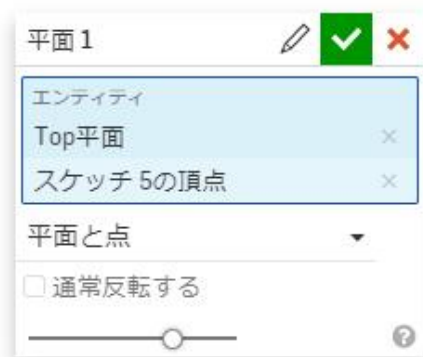 平面 1
エンティティ
Top平面
スケッチ 5の頂点
平面と点
通常反転する